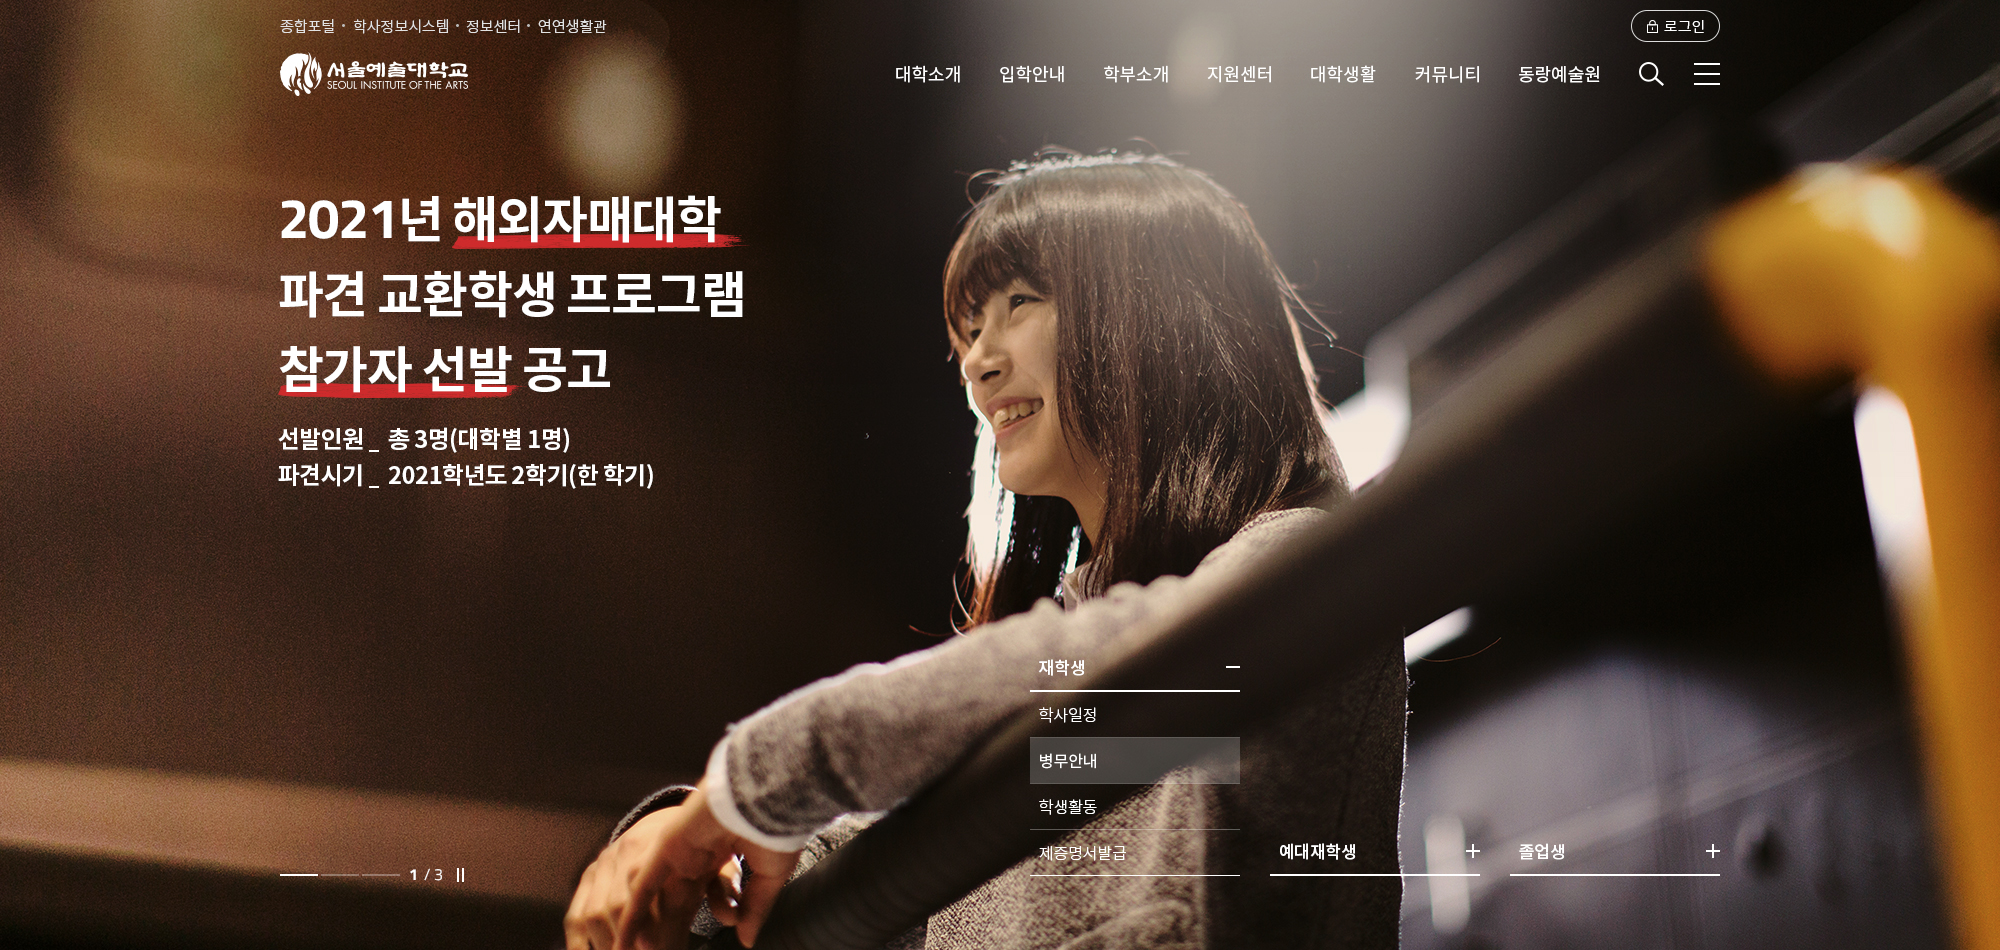 종합포털 · 학사정보시스템 · 정보센터 · 연연생활관
로그인
서울예술대학교
SEOUL INSTITUTE OF THE ARTS
대학소개 입학안내 학부소개 지원센터 대학생활 커뮤니티 동랑예술원
2021년 해외자매대학
파견 교환학생 프로그램
참가자 선발 공고
선발인원 _ 총 3명(대학별 1명)
파견시기 _ 2021학년도 2학기(한 학기)
재학생
학사일정
병무안내
학생활동
제증명서발급
예대재학생
졸업생
1 / 3